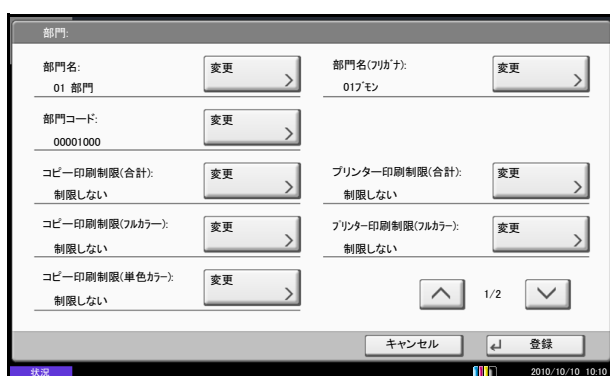 部門:
部門名:
01 部門
変更
部門名(フリガナ):
01ブモン
変更
部門コード:
00001000
変更
コピー印刷制限(合計):
制限しない
変更
プリンター印刷制限(合計):
制限しない
変更
コピー印刷制限(フルカラー):
制限しない
変更
プリンター印刷制限(フルカラー):
制限しない
変更
コピー印刷制限(単色カラー):
制限しない
変更
1/2
キャンセル
登録
状況
2010/10/10 10:10